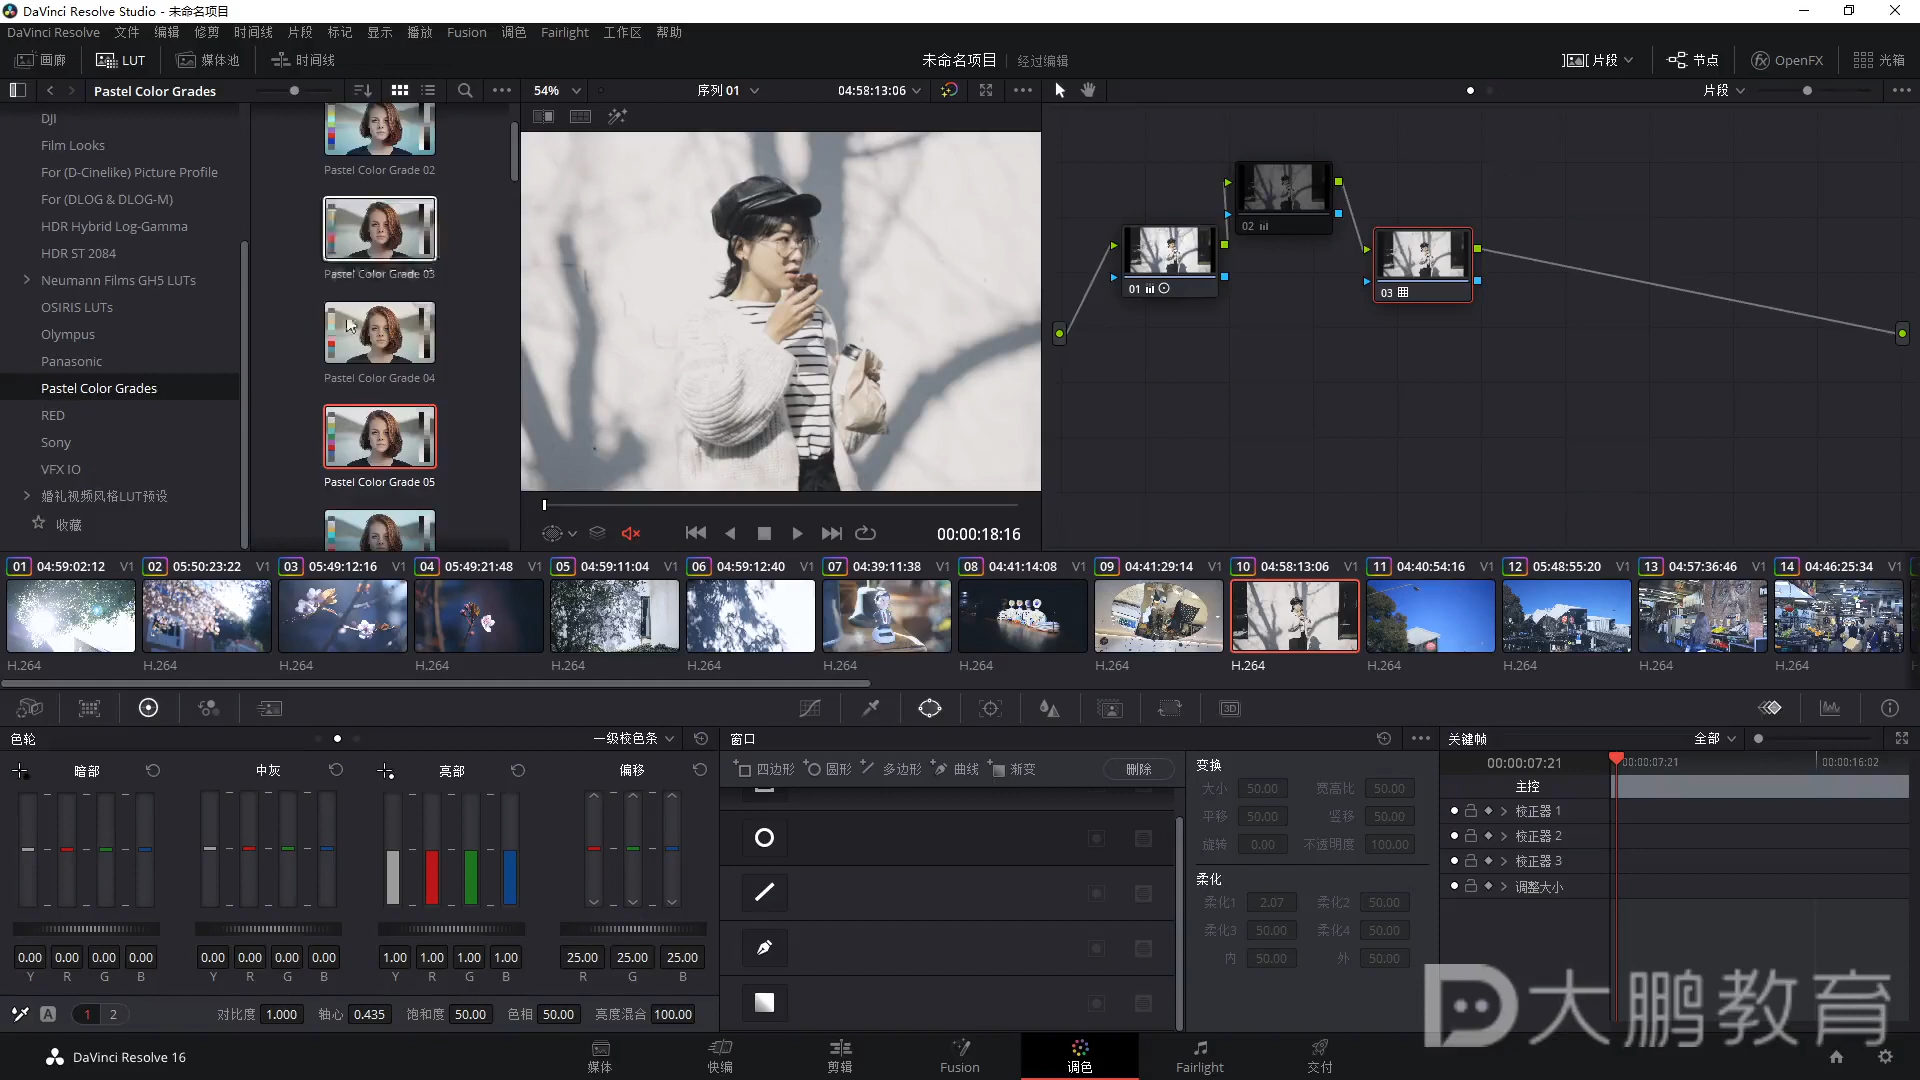 DaVinci Resolve Studio - 未命名项目
DaVinci Resolve 文件 编辑 修剪 时间线 片段 标记 显示 播放 Fusion 调色 Fairlight 工作区 帮助
画廊 LUT 媒体池 时间线 未命名项目 经过编辑 片段 节点 OpenFX 光箱
Pastel Color Grades 54% 序列 01 04:58:13:06 片段
DJI
Film Looks
For (D-Cinelike) Picture Profile
For (DLOG & DLOG-M)
HDR Hybrid Log-Gamma
HDR ST 2084
Neumann Films GH5 LUTs
OSIRIS LUTs
Olympus
Panasonic
Pastel Color Grades
RED
Sony
VFX IO
婚礼视频风格LUT预设
收藏
Pastel Color Grade 02
Pastel Color Grade 03
Pastel Color Grade 04
Pastel Color Grade 05
00:00:18:16
01
02
03
01 04:59:02:12 V1 02 05:50:23:22 V1 03 05:49:12:16 V1 04 05:49:21:48 V1 05 04:59:11:04 V1 06 04:59:12:40 V1 07 04:39:11:38 V1 08 04:41:14:08 V1 09 04:41:29:14 V1 10 04:58:13:06 V1 11 04:40:54:16 V1 12 05:48:55:20 V1 13 04:57:36:46 V1 14 04:46:25:34 V1
H.264 H.264 H.264 H.264 H.264 H.264 H.264 H.264 H.264 H.264 H.264 H.264 H.264 H.264
3D
色轮 一级校色条
暗部 中灰 亮部 偏移
0.00 0.00 0.00 0.00 0.00 0.00 0.00 0.00 1.00 1.00 1.00 1.00 25.00 25.00 25.00
Y R G B Y R G B Y R G B R G B
A 1 2 对比度 1.000 轴心 0.435 饱和度 50.00 色相 50.00 亮度混合 100.00
窗口
四边形 圆形 多边形 曲线 渐变 删除
变换
大小 50.00 宽高比 50.00
平移 50.00 竖移 50.00
旋转 0.00 不透明度 100.00
柔化
柔化1 2.07 柔化2 50.00
柔化3 50.00 柔化4 50.00
内 50.00 外 50.00
关键帧 全部
00:00:07:21 00:00:07:21 00:00:16:02
主控
校正器 1
校正器 2
校正器 3
调整大小
大鹏教育
DaVinci Resolve 16 媒体 快编 剪辑 Fusion 调色 Fairlight 交付